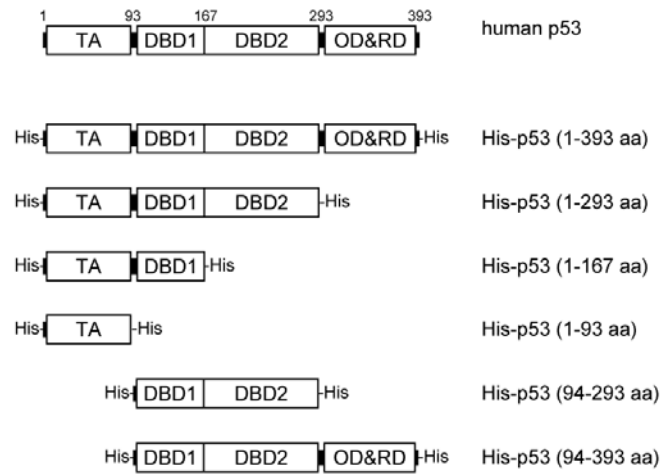 1 93 167 293 393
TA DBD1 DBD2 OD&RD human p53
His- TA DBD1 DBD2 OD&RD -His His-p53 (1-393 aa)
His- TA DBD1 DBD2 -His His-p53 (1-293 aa)
His- TA DBD1 -His His-p53 (1-167 aa)
His- TA -His His-p53 (1-93 aa)
His- DBD1 DBD2 -His His-p53 (94-293 aa)
His- DBD1 DBD2 OD&RD -His His-p53 (94-393 aa)